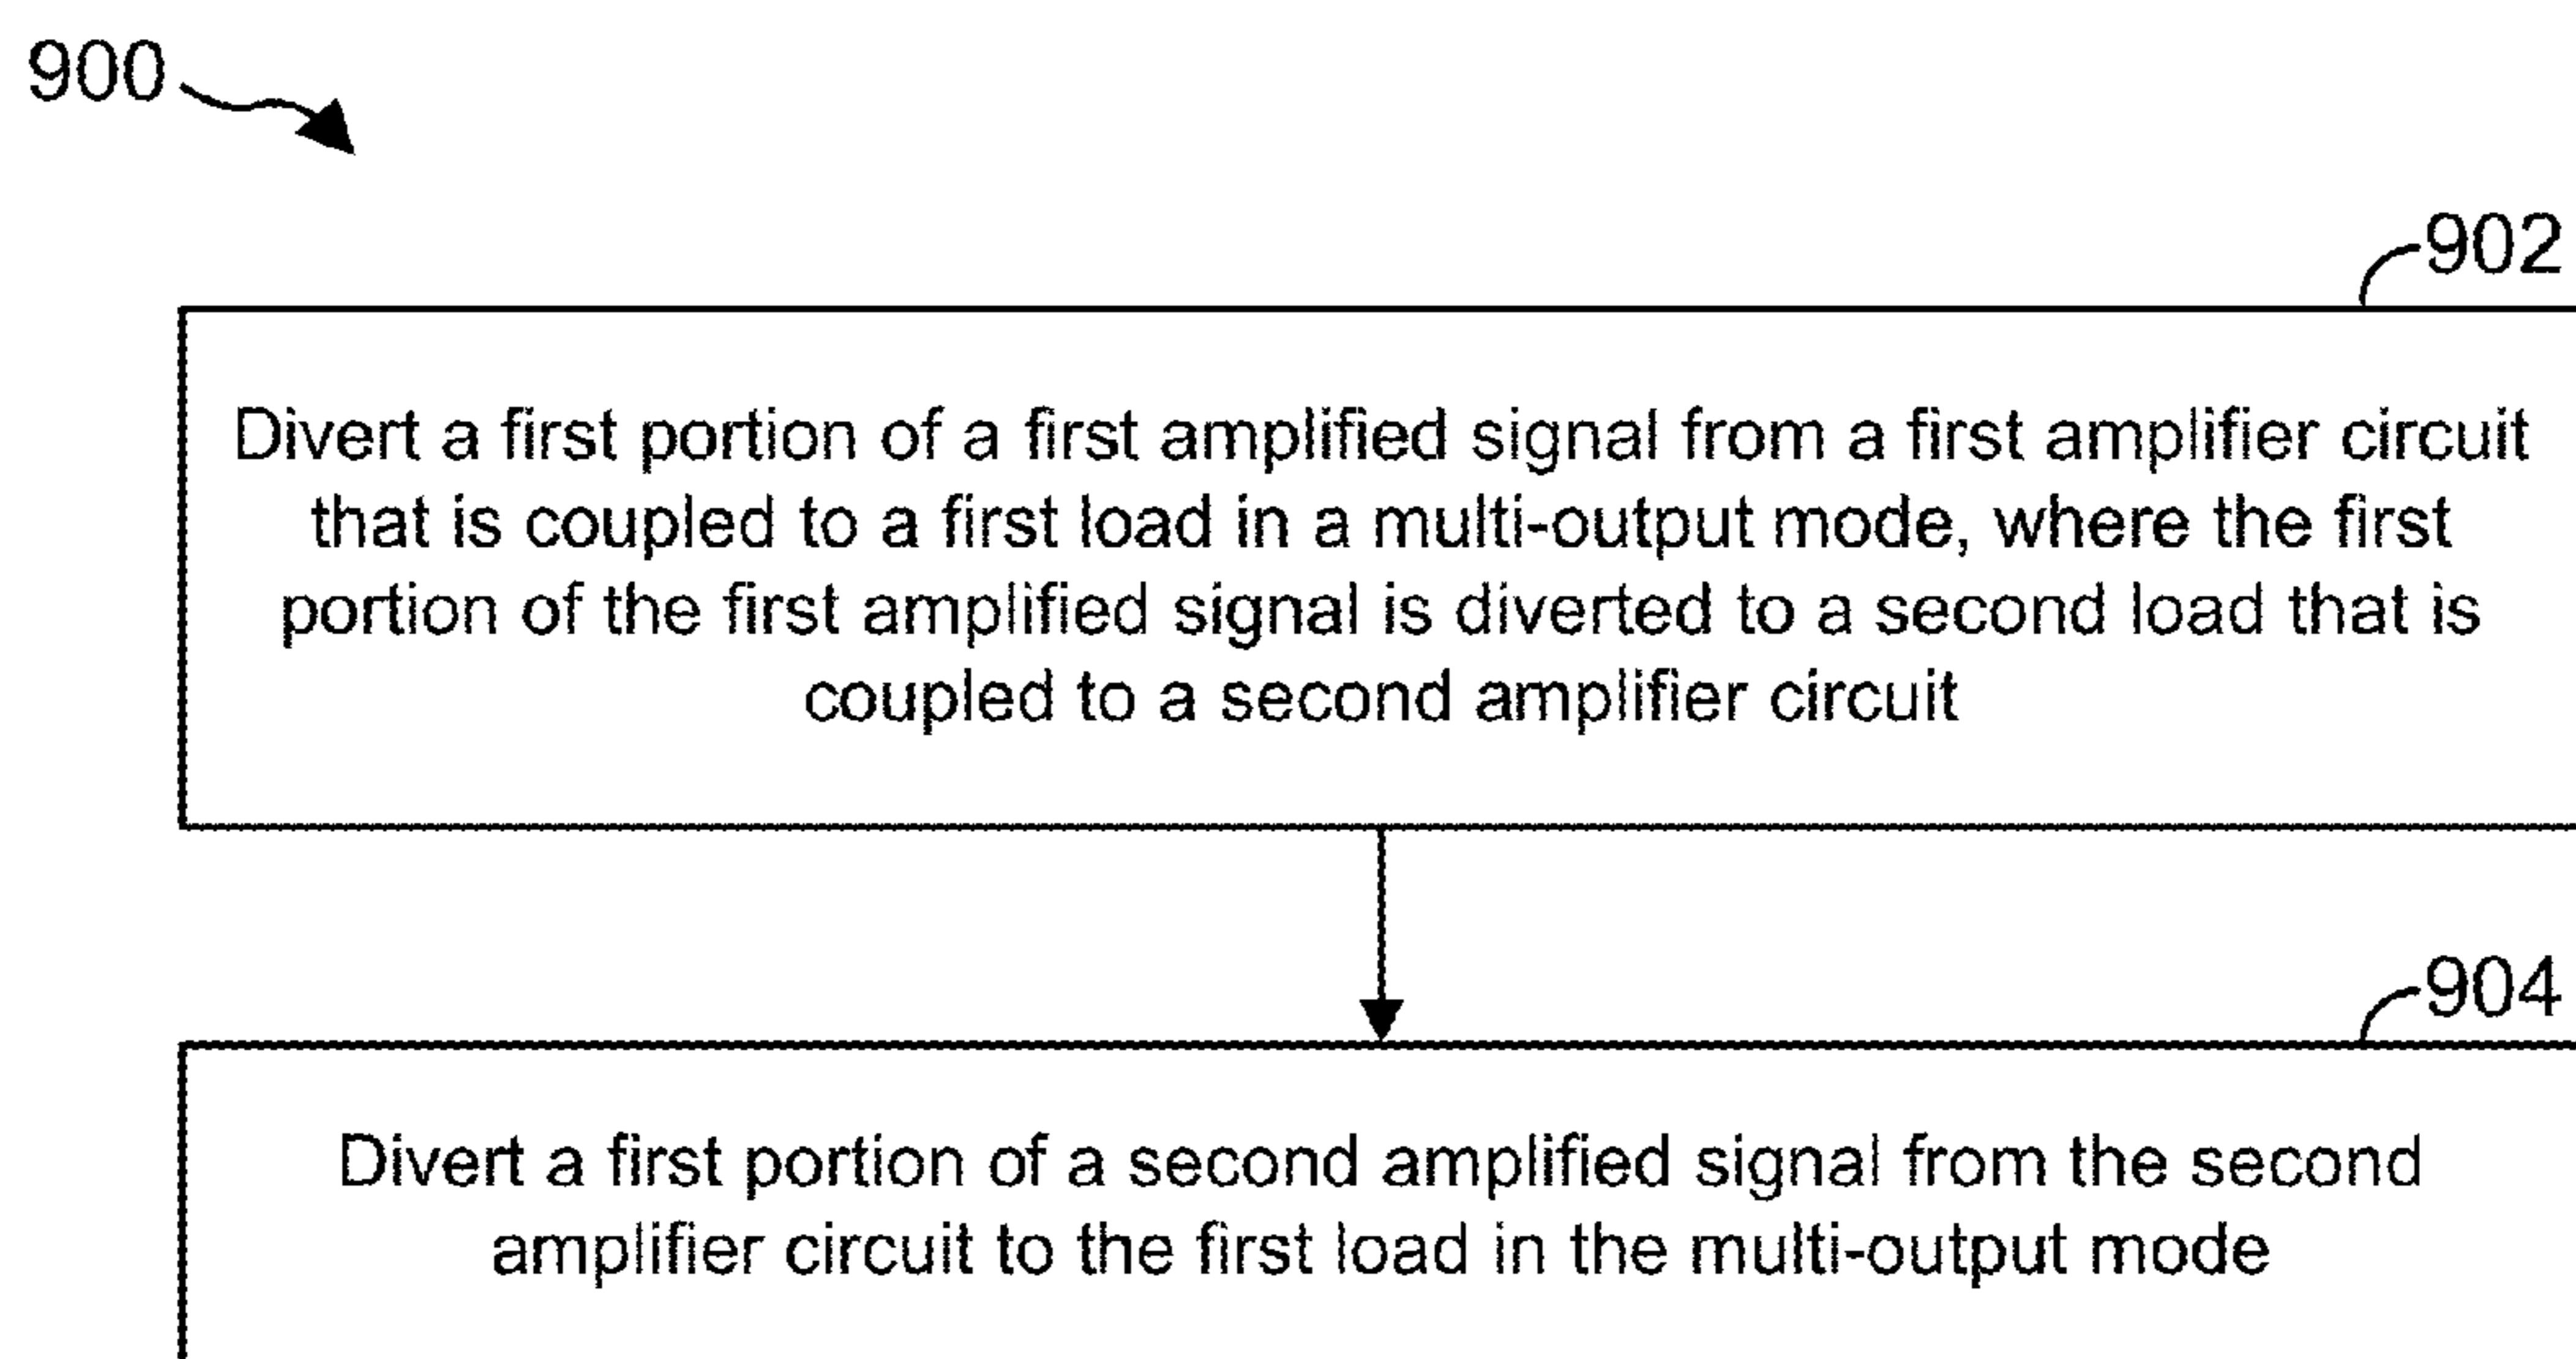 900
902
Divert a first portion of a first amplified signal from a first amplifier circuit
that is coupled to a first load in a multi-output mode, where the first
portion of the first amplified signal is diverted to a second load that is
coupled to a second amplifier circuit
904
Divert a first portion of a second amplified signal from the second
amplifier circuit to the first load in the multi-output mode